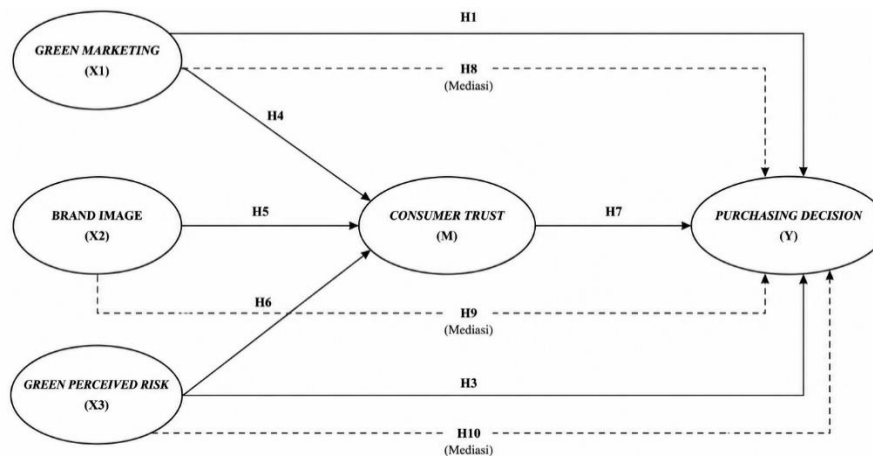 H1
GREEN MARKETING
(X1)
H8
(Mediasi)
H4
BRAND IMAGE
(X2)
H5
CONSUMER TRUST
(M)
H7
PURCHASING DECISION
(Y)
H6
H9
(Mediasi)
GREEN PERCEIVED RISK
(X3)
H3
H10
(Mediasi)